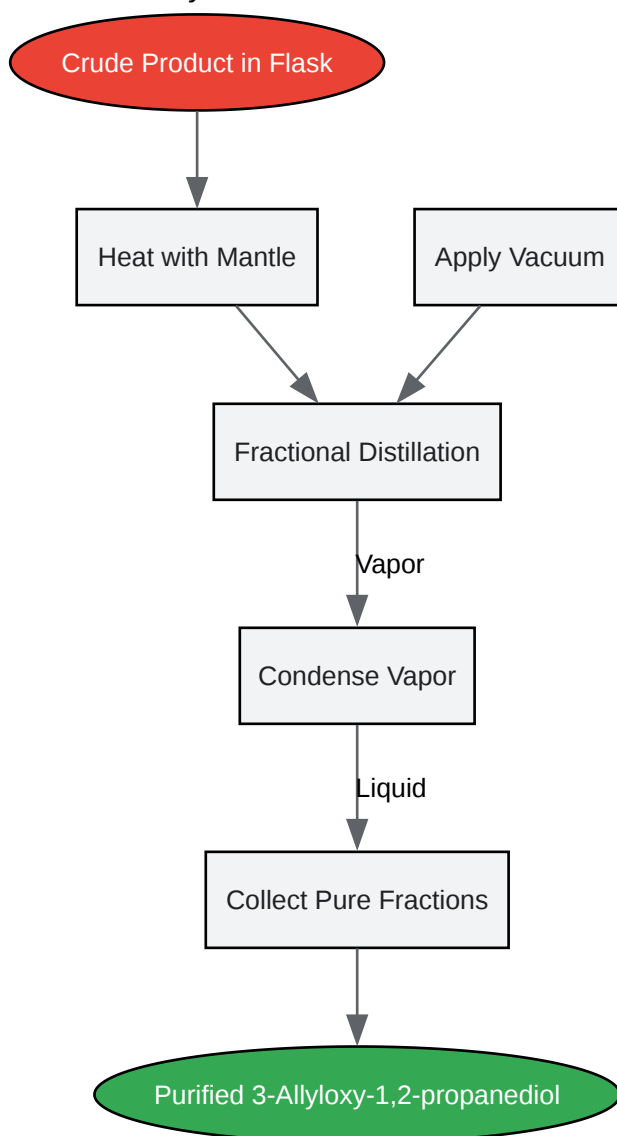 Crude Product in Flask
Heat with Mantle
Apply Vacuum
Fractional Distillation
Vapor
Condense Vapor
Liquid
Collect Pure Fractions
Purified 3-Allyloxy-1,2-propanediol